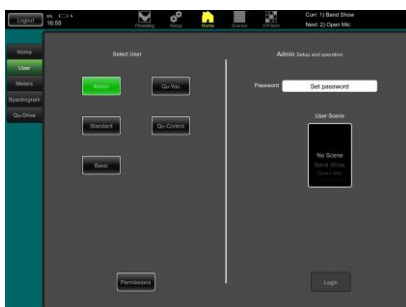 Logout
16:55
Processing
Setup
Home
Scenes
I/O Patch
Curr: 1) Band Show
Next: 2) Open Mic
Home
User
Meters
Spectrogram
Qu-Drive
Select User
Admin
Qu-You
Standard
Qu-Control
Basic
Permissions
Admin Setup and operation
Password
Set password
User Scene
No Scene
Band Show
Open Mic
Login